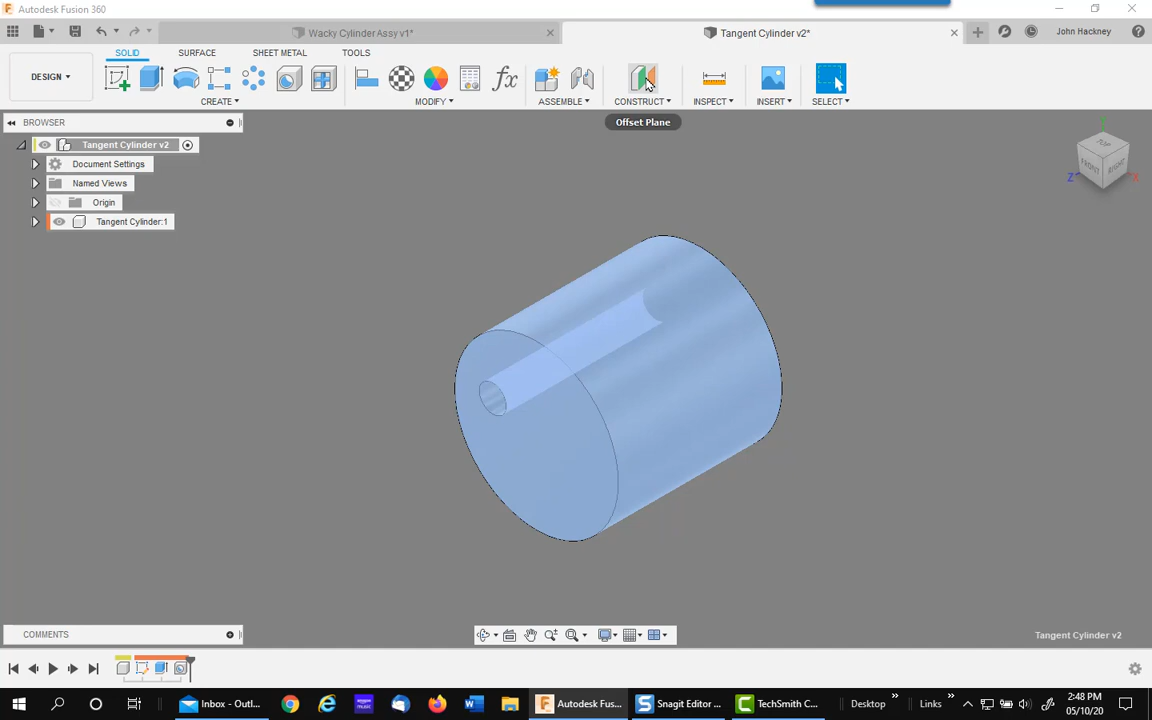 Autodesk Fusion 360
Wacky Cylinder Assy v1*
Tangent Cylinder v2*
John Hackney
SOLID
SURFACE
SHEET METAL
TOOLS
DESIGN
CREATE
MODIFY
ASSEMBLE
CONSTRUCT
INSPECT
INSERT
SELECT
Offset Plane
BROWSER
Tangent Cylinder v2
Document Settings
Named Views
Origin
Tangent Cylinder:1
TOP
FRONT
RIGHT
Y
Z
X
COMMENTS
Tangent Cylinder v2
Inbox - Outl...
Autodesk Fus...
Snagit Editor ...
TechSmith C...
Desktop
Links
2:48 PM
05/10/20